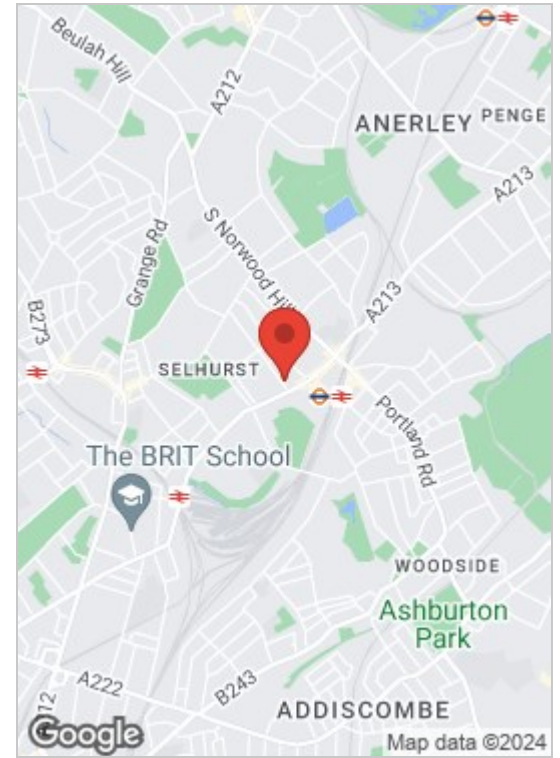 Beulah Hill
A212
ANERLEY
PENGE
A213
S Norwood Hill
Grange Rd
A213
B273
SELHURST
Portland Rd
The BRIT School
WOODSIDE
Ashburton
Park
A222
B243
ADDISCOMBE
Google
Map data ©2024